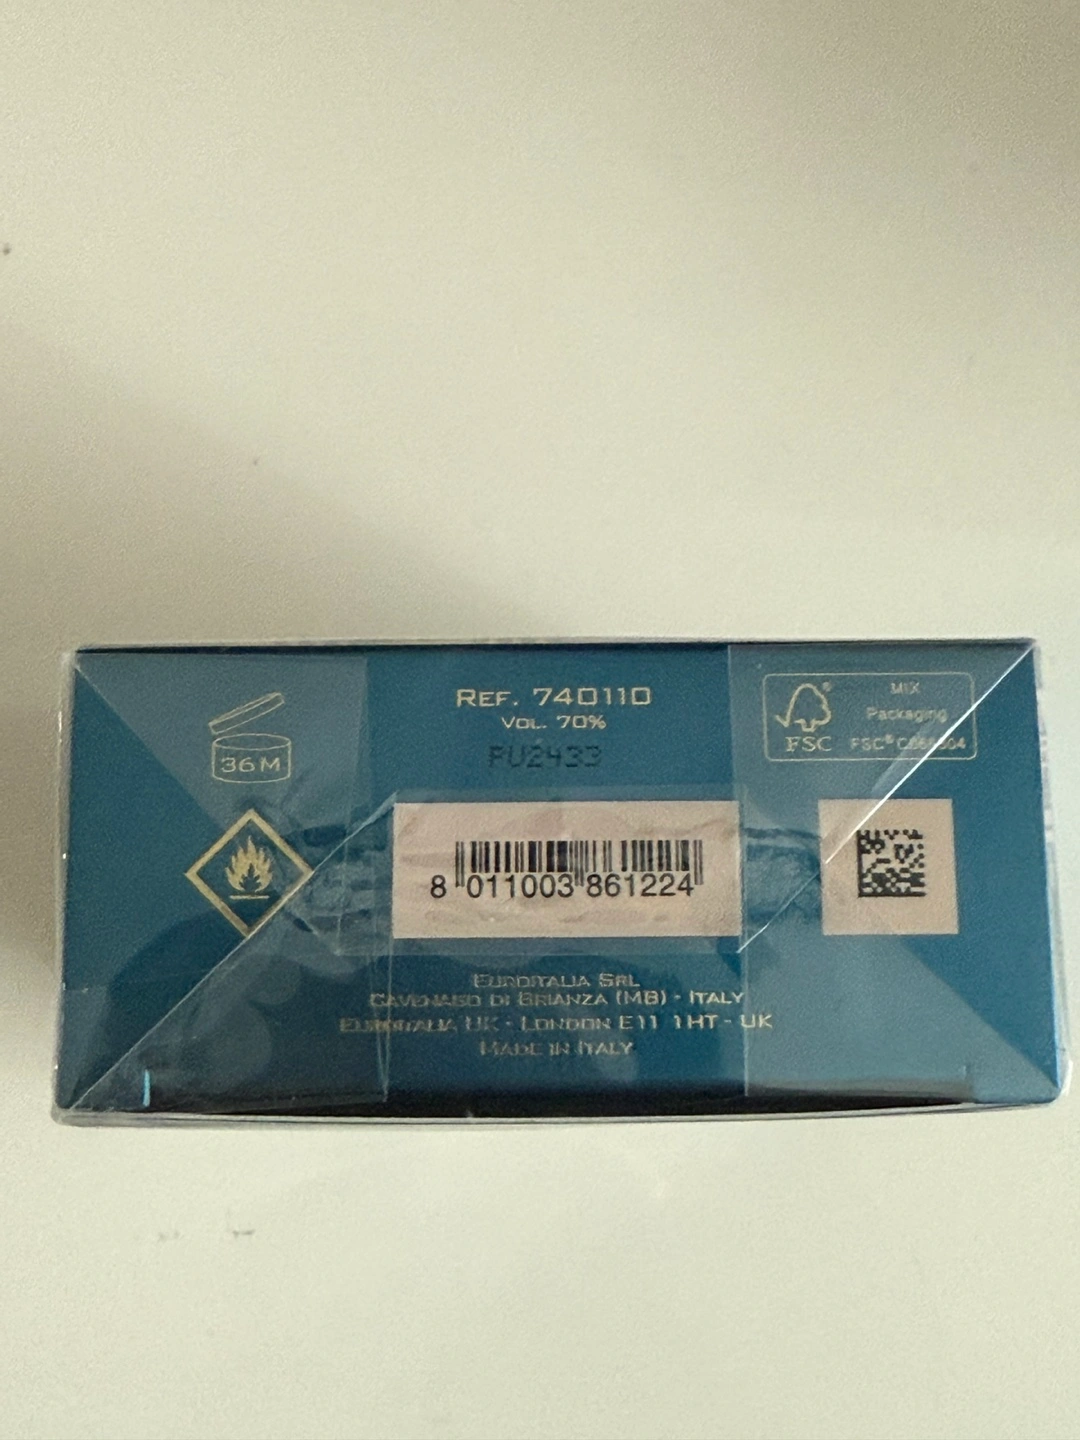 REF. 740110
VOL. 70%
PU2433
36M
FSC®
MIX
Packaging
FSC®
8 011003 861224
EUROITALIA SRL
CAVENAGO DI BRIANZA (MB) - ITALY
EUROITALIA UK - LONDON E11 1HT - UK
MADE IN ITALY